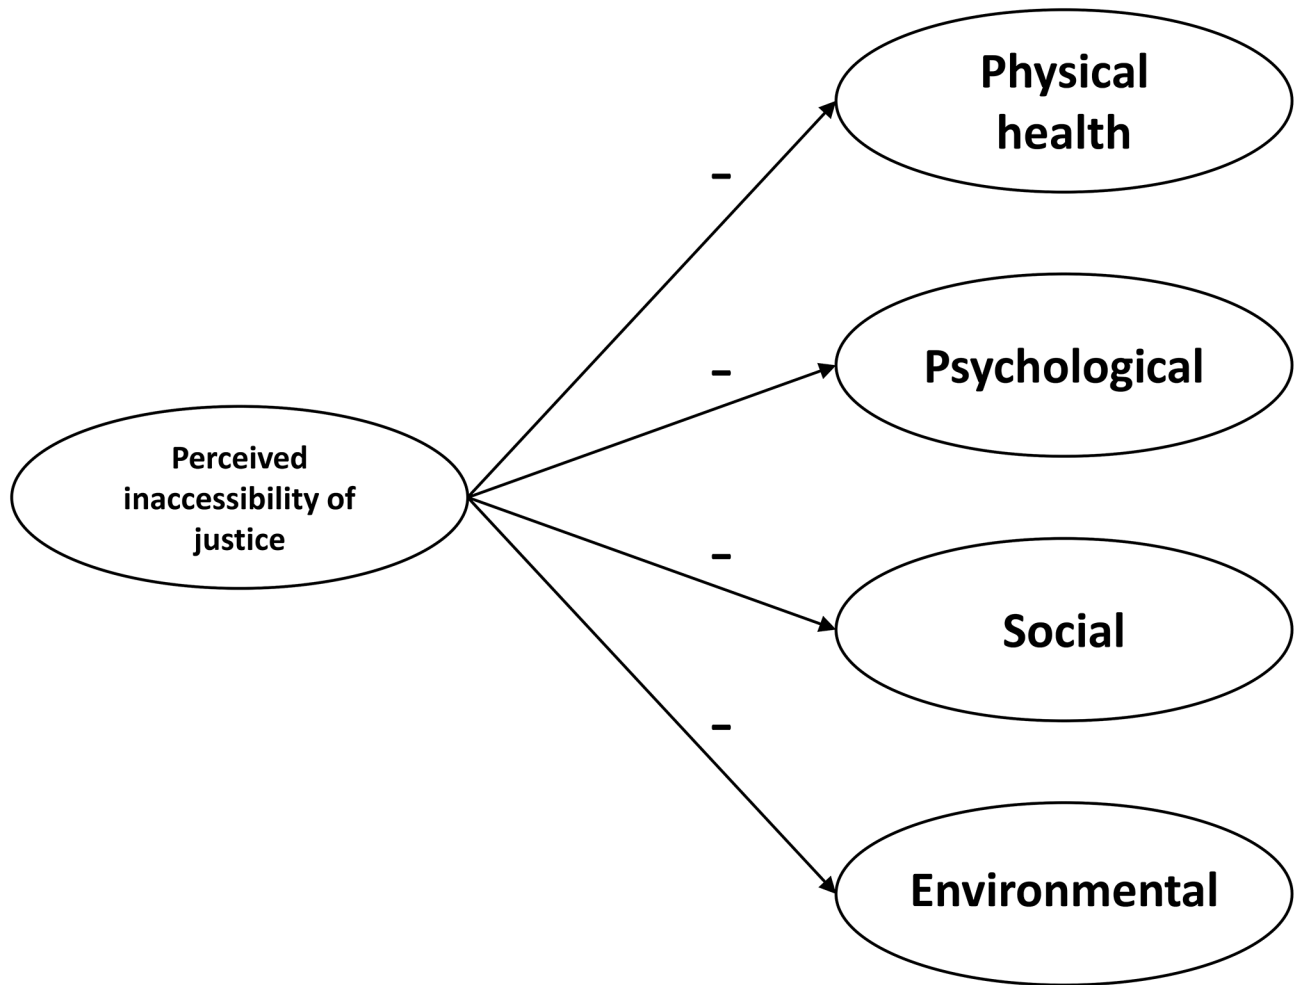 Physical
health
-
-
Psychological
Perceived
inaccessibility of
justice
-
Social
-
Environmental